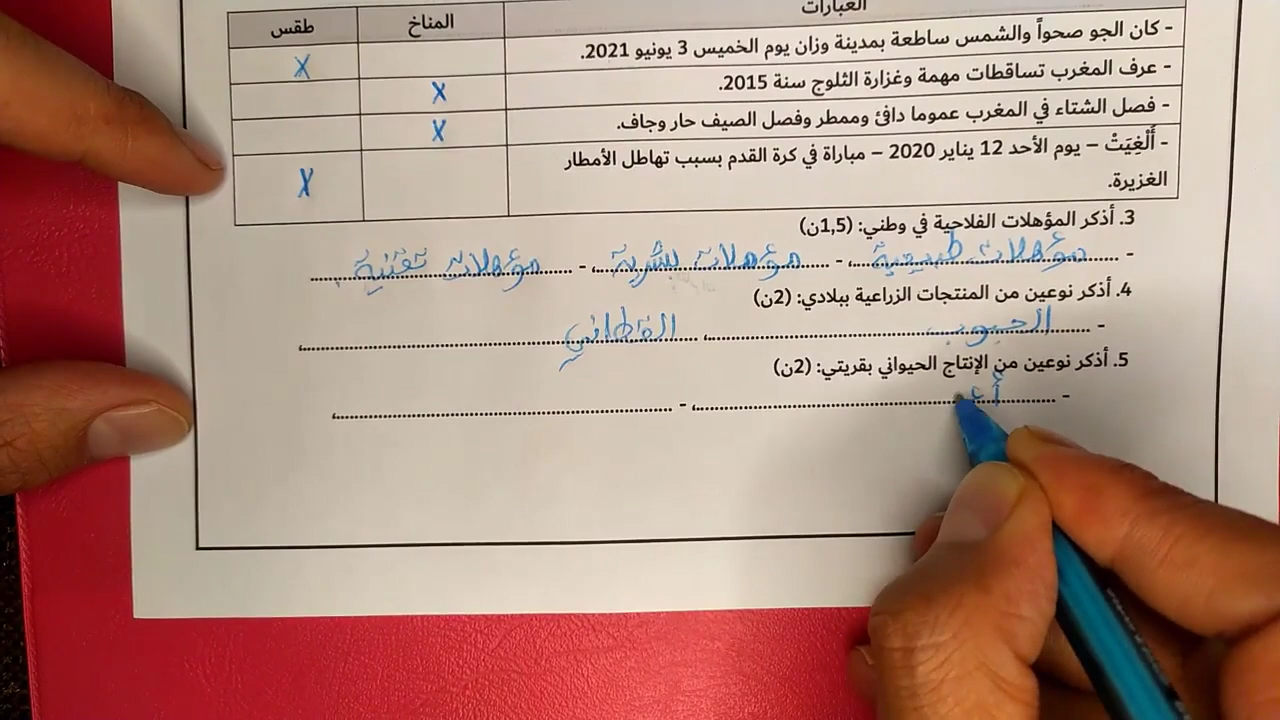 العبارات المناخ طقس
- كان الجو صحواً والشمس ساطعة بمدينة وزان يوم الخميس 3 يونيو 2021. X
- عرف المغرب تساقطات مهمة وغزارة الثلوج سنة 2015. X
- فصل الشتاء في المغرب عموما دافئ وممطر وفصل الصيف حار وجاف. X
- أُلْغِيَتْ – يوم الأحد 12 يناير 2020 – مباراة في كرة القدم بسبب تهاطل الأمطار
الغزيرة. X
3. أذكر المؤهلات الفلاحية في وطني: (1,5ن)
- مؤهلات طبيعية، - مؤهلات بشرية، - مؤهلات تقنية.
4. أذكر نوعين من المنتجات الزراعية ببلادي: (2ن)
- الحبوب، القطاني
5. أذكر نوعين من الإنتاج الحيواني بقريتي: (2ن)